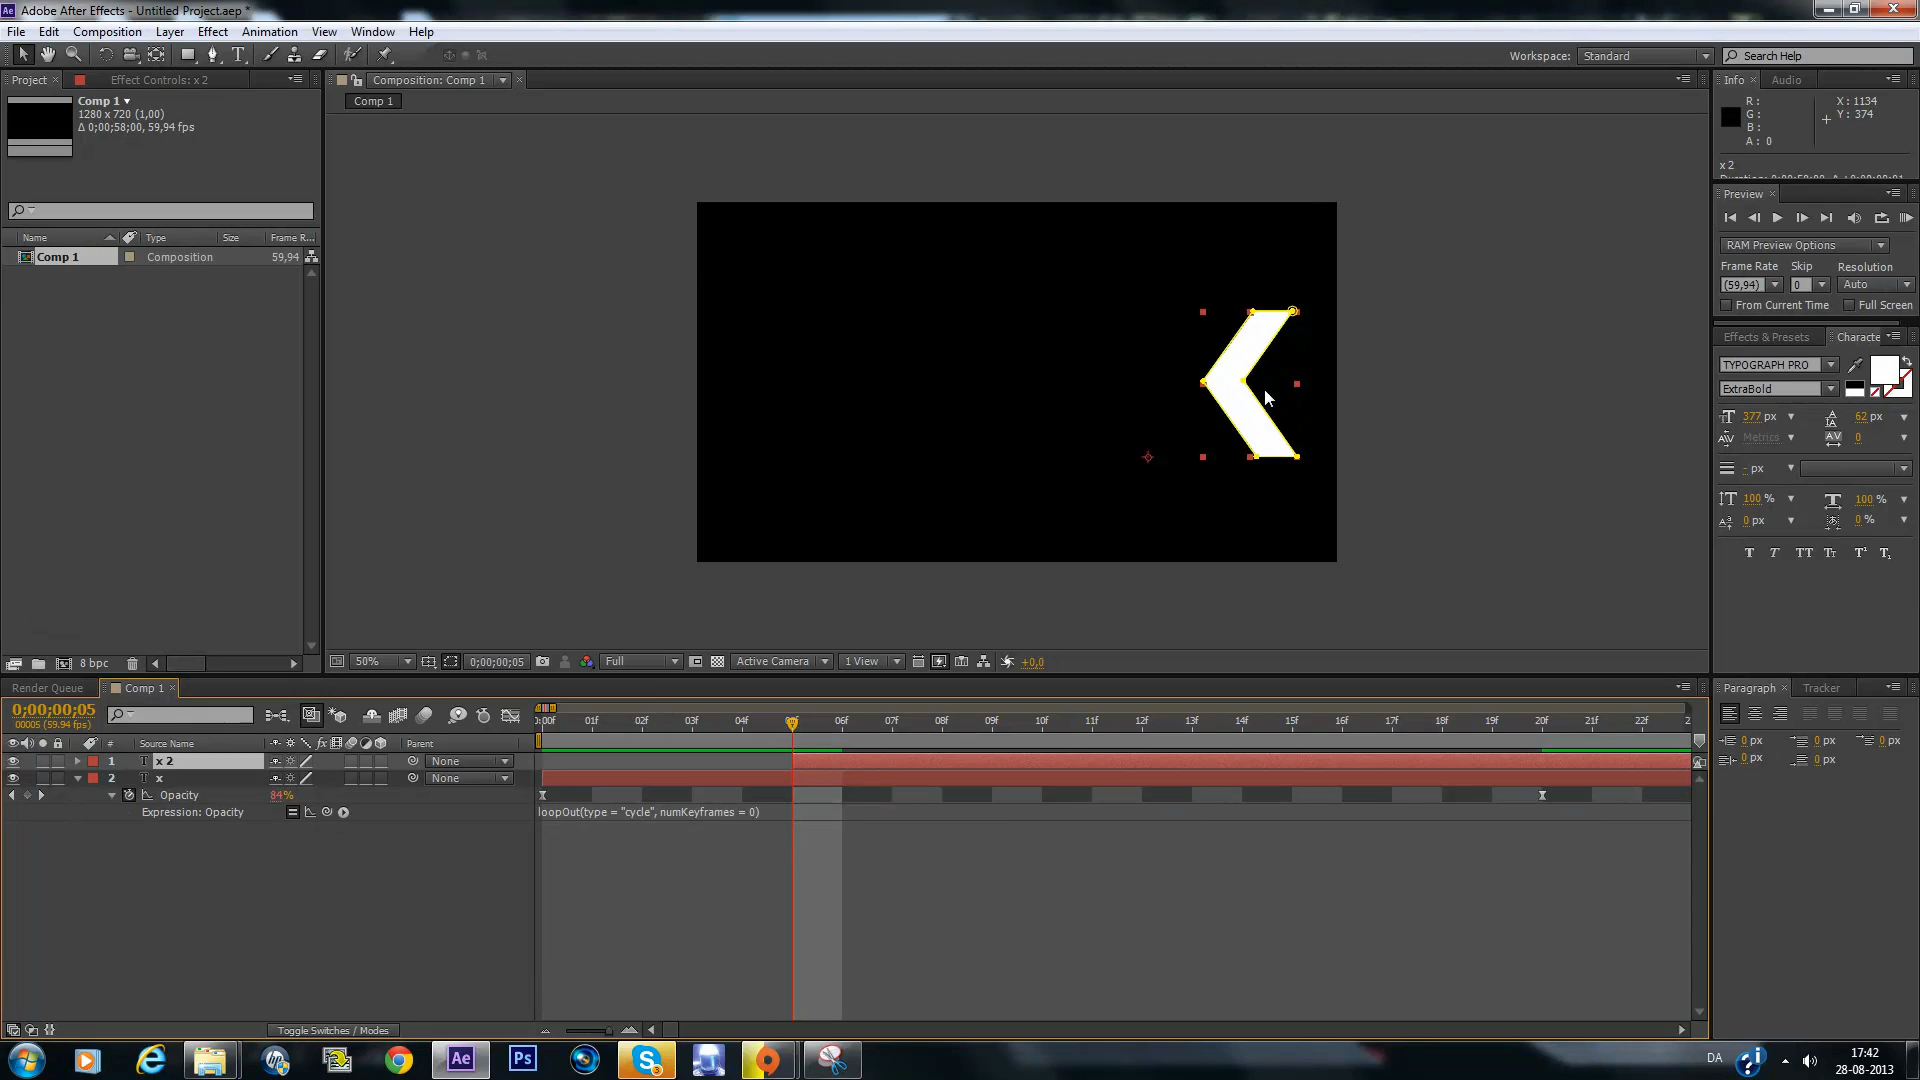 Adobe After Effects - Untitled Project.aep *
File Edit Composition Layer Effect Animation View Window Help
Workspace: Standard Search Help
Project Effect Controls: x 2
Composition: Comp 1
Info Audio
Comp 1
1280 x 720 (1,00)
Δ 0;00;58;00, 59,94 fps
Comp 1
R :
G :
B :
A : 0
X : 1134
Y : 374
x 2
Preview
Name Type Size Frame R...
Comp 1 Composition 59,94
RAM Preview Options
Frame Rate Skip Resolution
(59,94) 0 Auto
From Current Time Full Screen
Effects & Presets Characte
TYPOGRAPH PRO
ExtraBold
377 px 62 px
Metrics 0
- px
100 % 100 %
0 px 0 %
T T TT Tt T¹ T₁
8 bpc
50% 0;00;00;05 Full Active Camera 1 View +0,0
Render Queue Comp 1
Paragraph Tracker
0;00;00;05
00005 (59.94 fps)
0:00f 01f 02f 03f 04f 06f 07f 08f 09f 10f 11f 12f 13f 14f 15f 16f 17f 18f 19f 20f 21f 22f 2
# Source Name Parent
1 T x 2 None
2 T x None
Opacity 84%
Expression: Opacity loopOut(type = "cycle", numKeyframes = 0)
0 px 0 px 0 px
0 px 0 px
Toggle Switches / Modes
Ae Ps
DA
17:42
28-08-2013